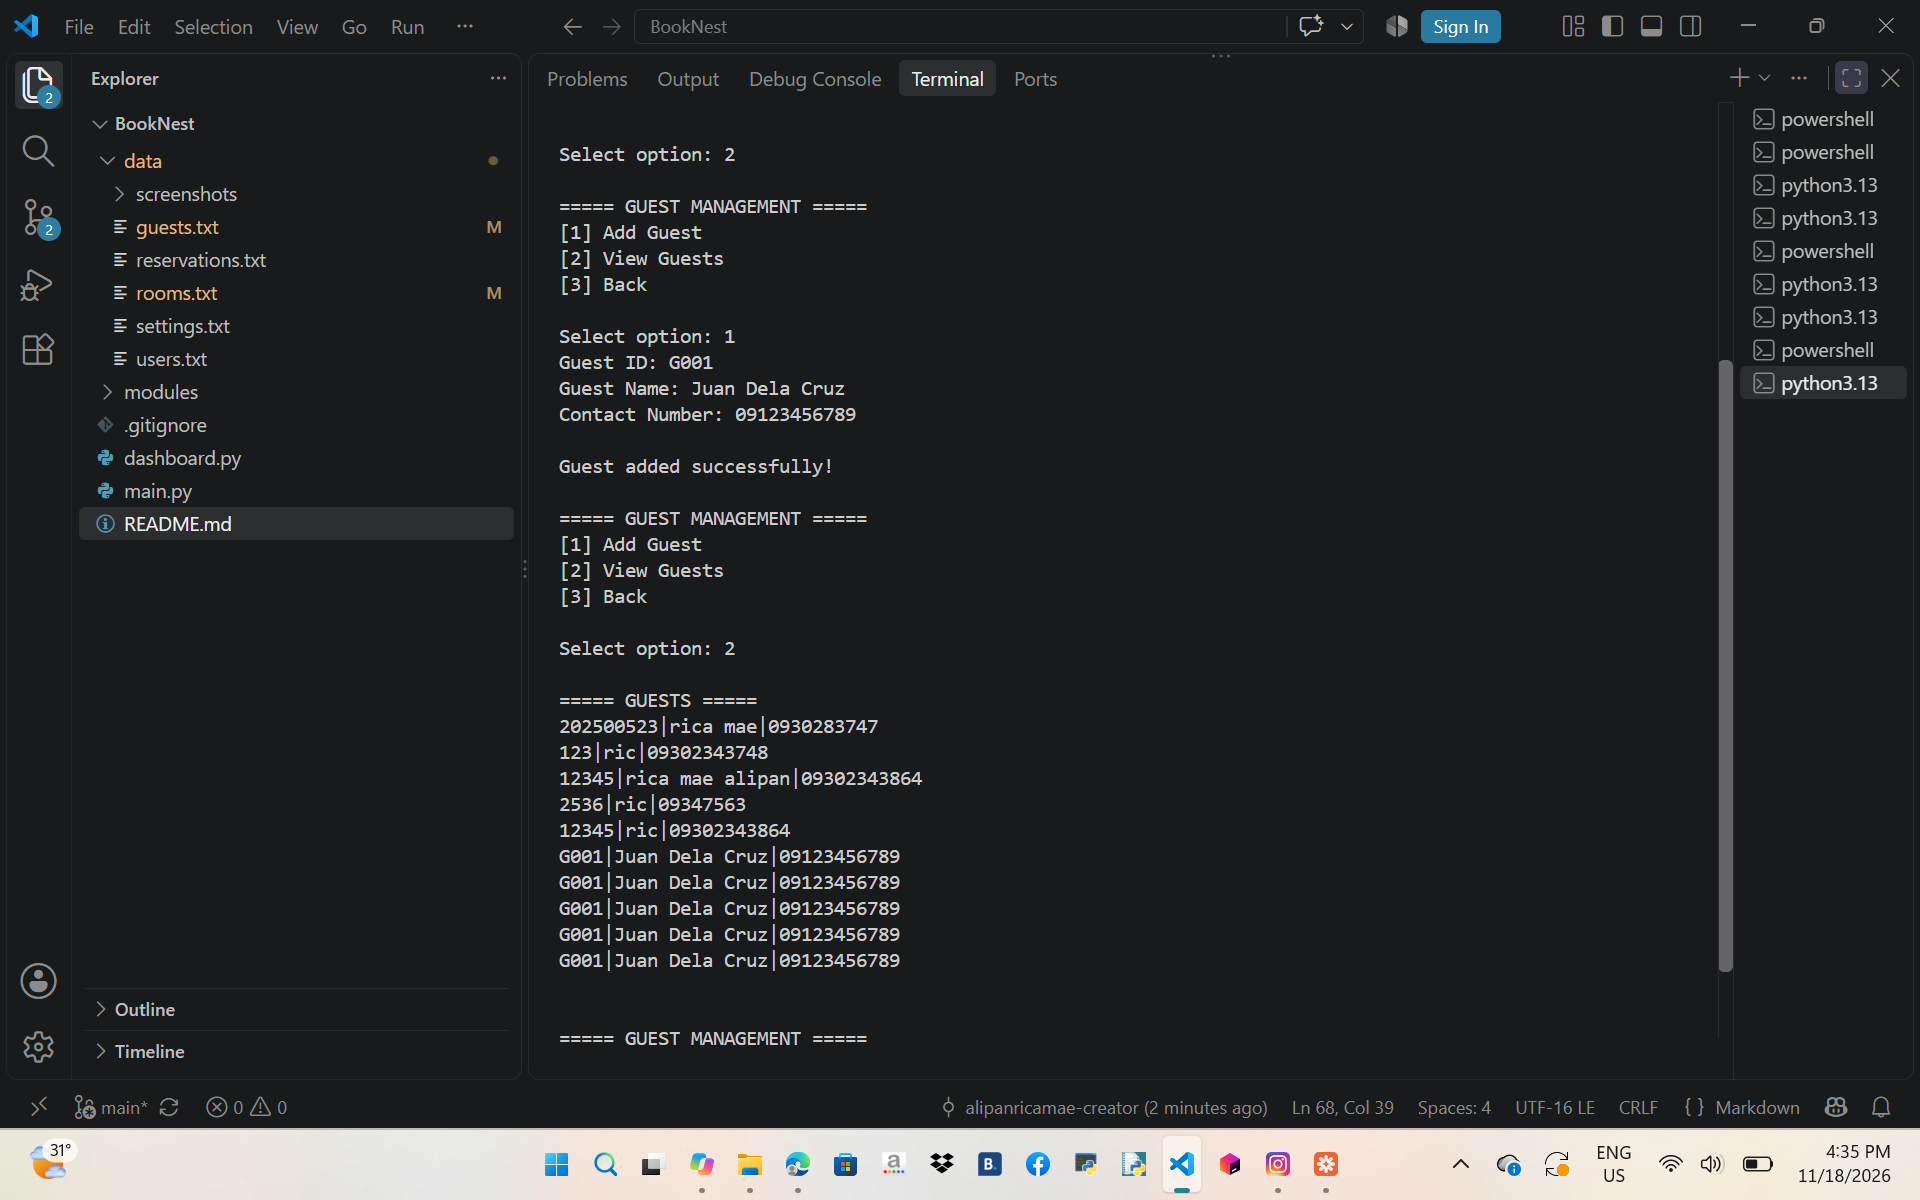 File Edit Selection View Go Run ···
BookNest
Sign In
Explorer
BookNest
data
screenshots
guests.txt M
reservations.txt
rooms.txt M
settings.txt
users.txt
modules
.gitignore
dashboard.py
main.py
README.md
Outline
Timeline
2
2
Problems Output Debug Console Terminal Ports
Select option: 2
===== GUEST MANAGEMENT =====
[1] Add Guest
[2] View Guests
[3] Back
Select option: 1
Guest ID: G001
Guest Name: Juan Dela Cruz
Contact Number: 09123456789
Guest added successfully!
===== GUEST MANAGEMENT =====
[1] Add Guest
[2] View Guests
[3] Back
Select option: 2
===== GUESTS =====
202500523|rica mae|0930283747
123|ric|09302343748
12345|rica mae alipan|09302343864
2536|ric|09347563
12345|ric|09302343864
G001|Juan Dela Cruz|09123456789
G001|Juan Dela Cruz|09123456789
G001|Juan Dela Cruz|09123456789
G001|Juan Dela Cruz|09123456789
G001|Juan Dela Cruz|09123456789
===== GUEST MANAGEMENT =====
powershell
powershell
python3.13
python3.13
powershell
python3.13
python3.13
powershell
python3.13
main* 0 0 alipanricamae-creator (2 minutes ago) Ln 68, Col 39 Spaces: 4 UTF-16 LE CRLF { } Markdown
31°
a
B.
ENG
US
4:35 PM
11/18/2026